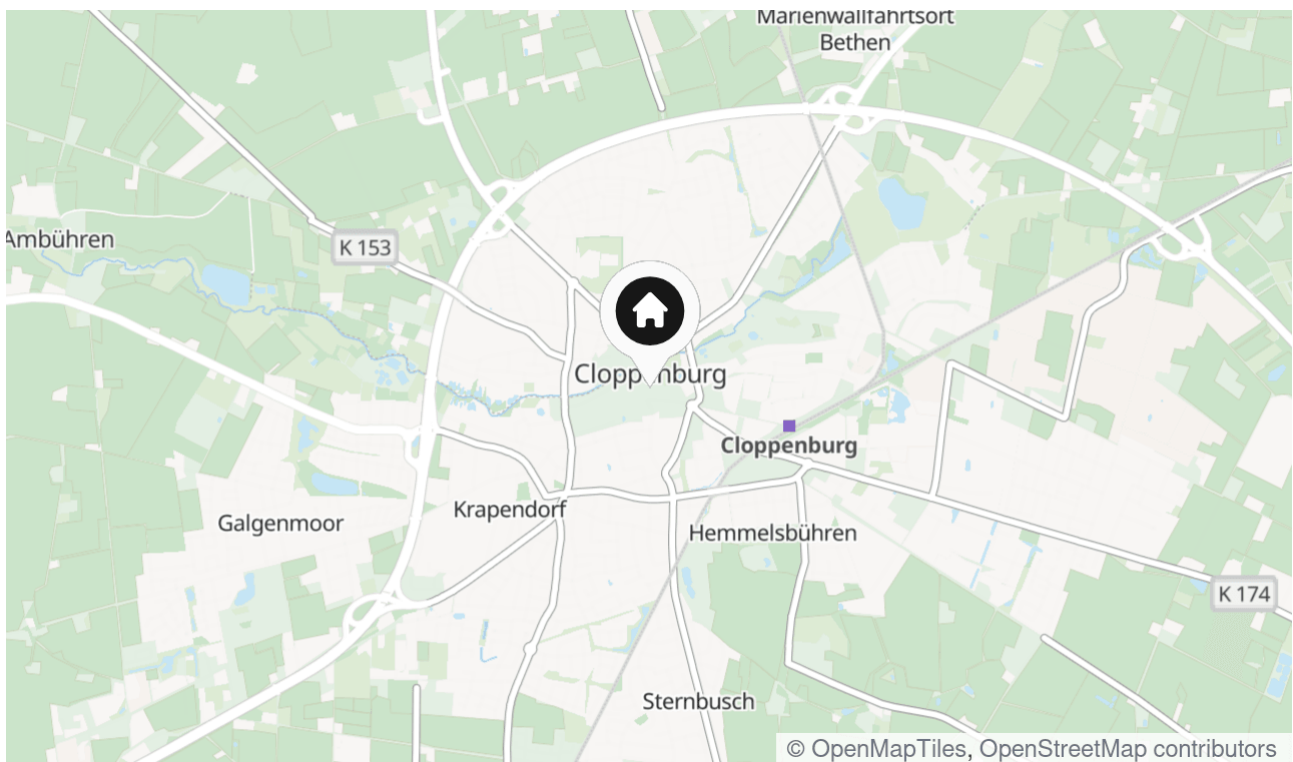 Marienwallfahrtsort
Bethen
Ambühren
K 153
Cloppenburg
Cloppenburg
Krapendorf
Galgenmoor
Hemmelsbühren
K 174
Sternbusch
© OpenMapTiles, OpenStreetMap contributors